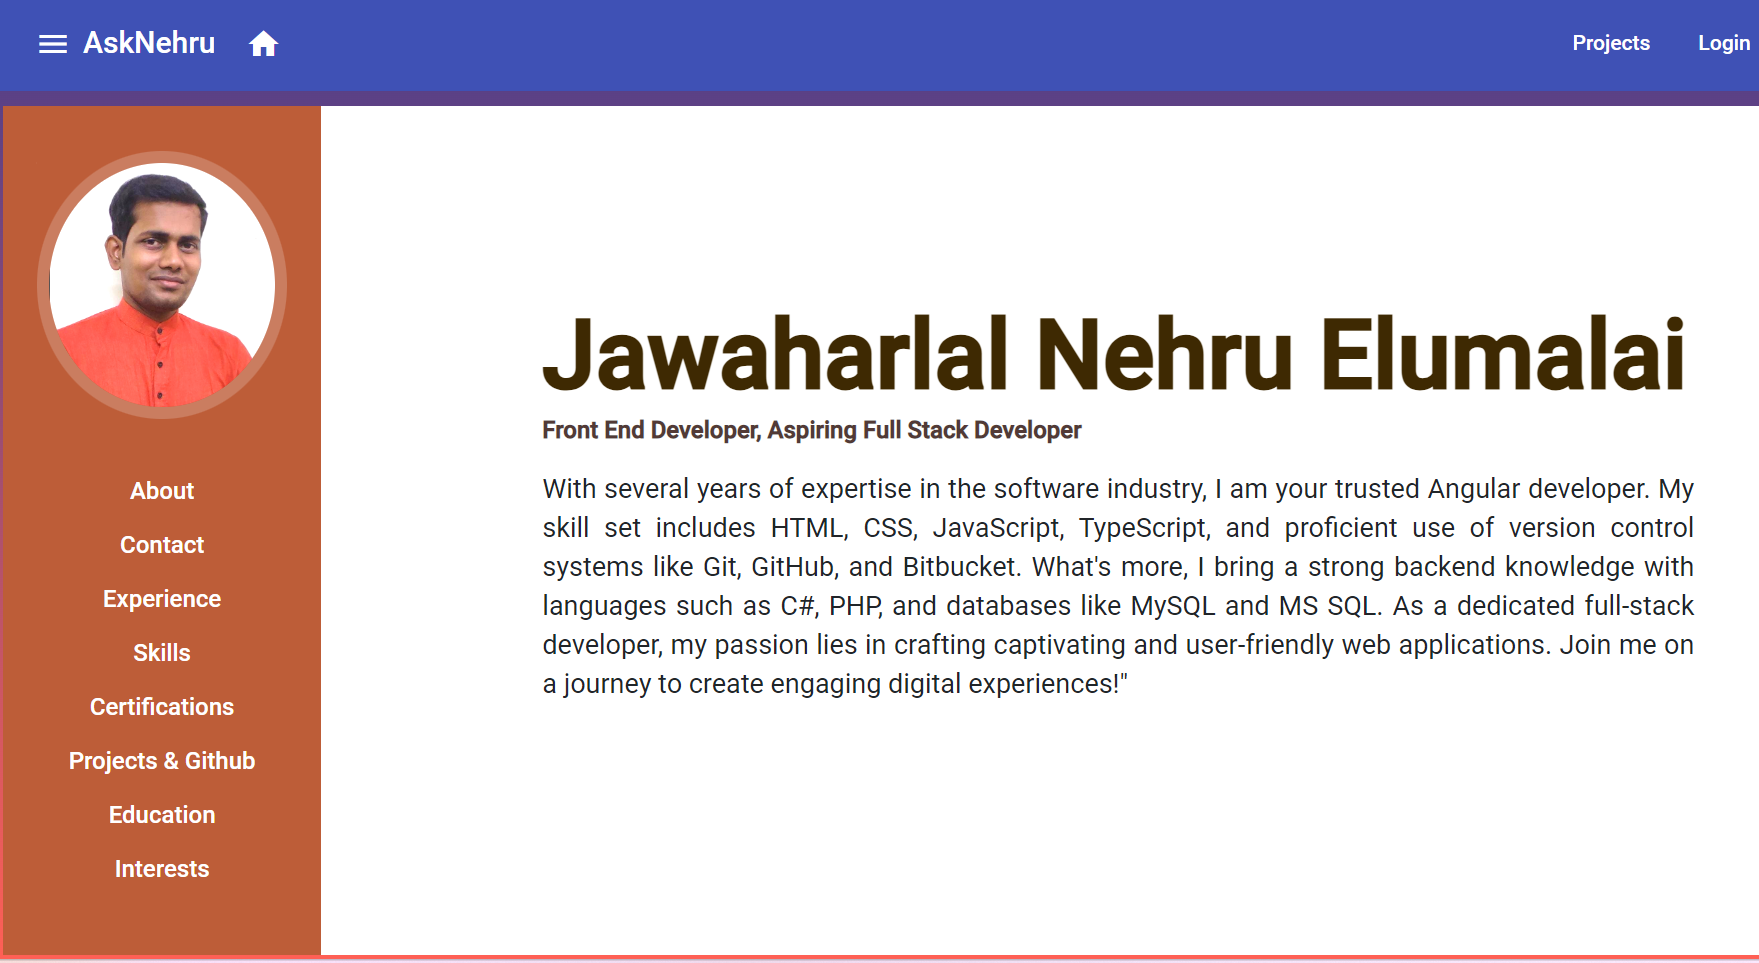 AskNehru
Projects
Login
About
Contact
Experience
Skills
Certifications
Projects & Github
Education
Interests
Jawaharlal Nehru Elumalai
Front End Developer, Aspiring Full Stack Developer
With several years of expertise in the software industry, I am your trusted Angular developer. My
skill set includes HTML, CSS, JavaScript, TypeScript, and proficient use of version control
systems like Git, GitHub, and Bitbucket. What's more, I bring a strong backend knowledge with
languages such as C#, PHP, and databases like MySQL and MS SQL. As a dedicated full-stack
developer, my passion lies in crafting captivating and user-friendly web applications. Join me on
a journey to create engaging digital experiences!"